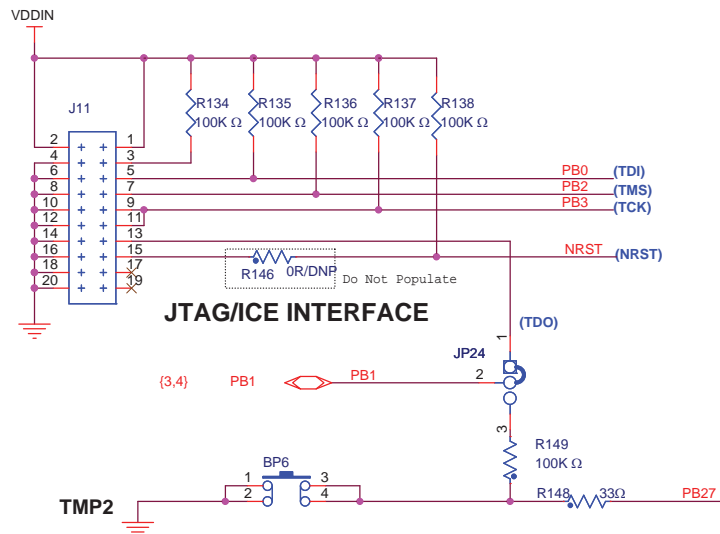 VDDIN
J11
R134 R135 R136 R137 R138
100K Ω 100K Ω 100K Ω 100K Ω 100K Ω
2 1
4 3
6 5 PB0 (TDI)
8 7 PB2 (TMS)
10 9 PB3 (TCK)
12 11
14 13
16 15 NRST (NRST)
18 17
20 19
R146 0R/DNP Do Not Populate
JTAG/ICE INTERFACE
(TDO)
1
JP24
{3,4} PB1 PB1 2
3
R149
100K Ω
BP6
1 3
2 4
R148 33Ω PB27
TMP2